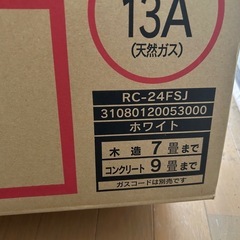 13A
(天然ガス)
RC-24FSJ
31080120053000
ホワイト
木造 7畳まで
コンクリート 9畳まで
ガスコードは別売です